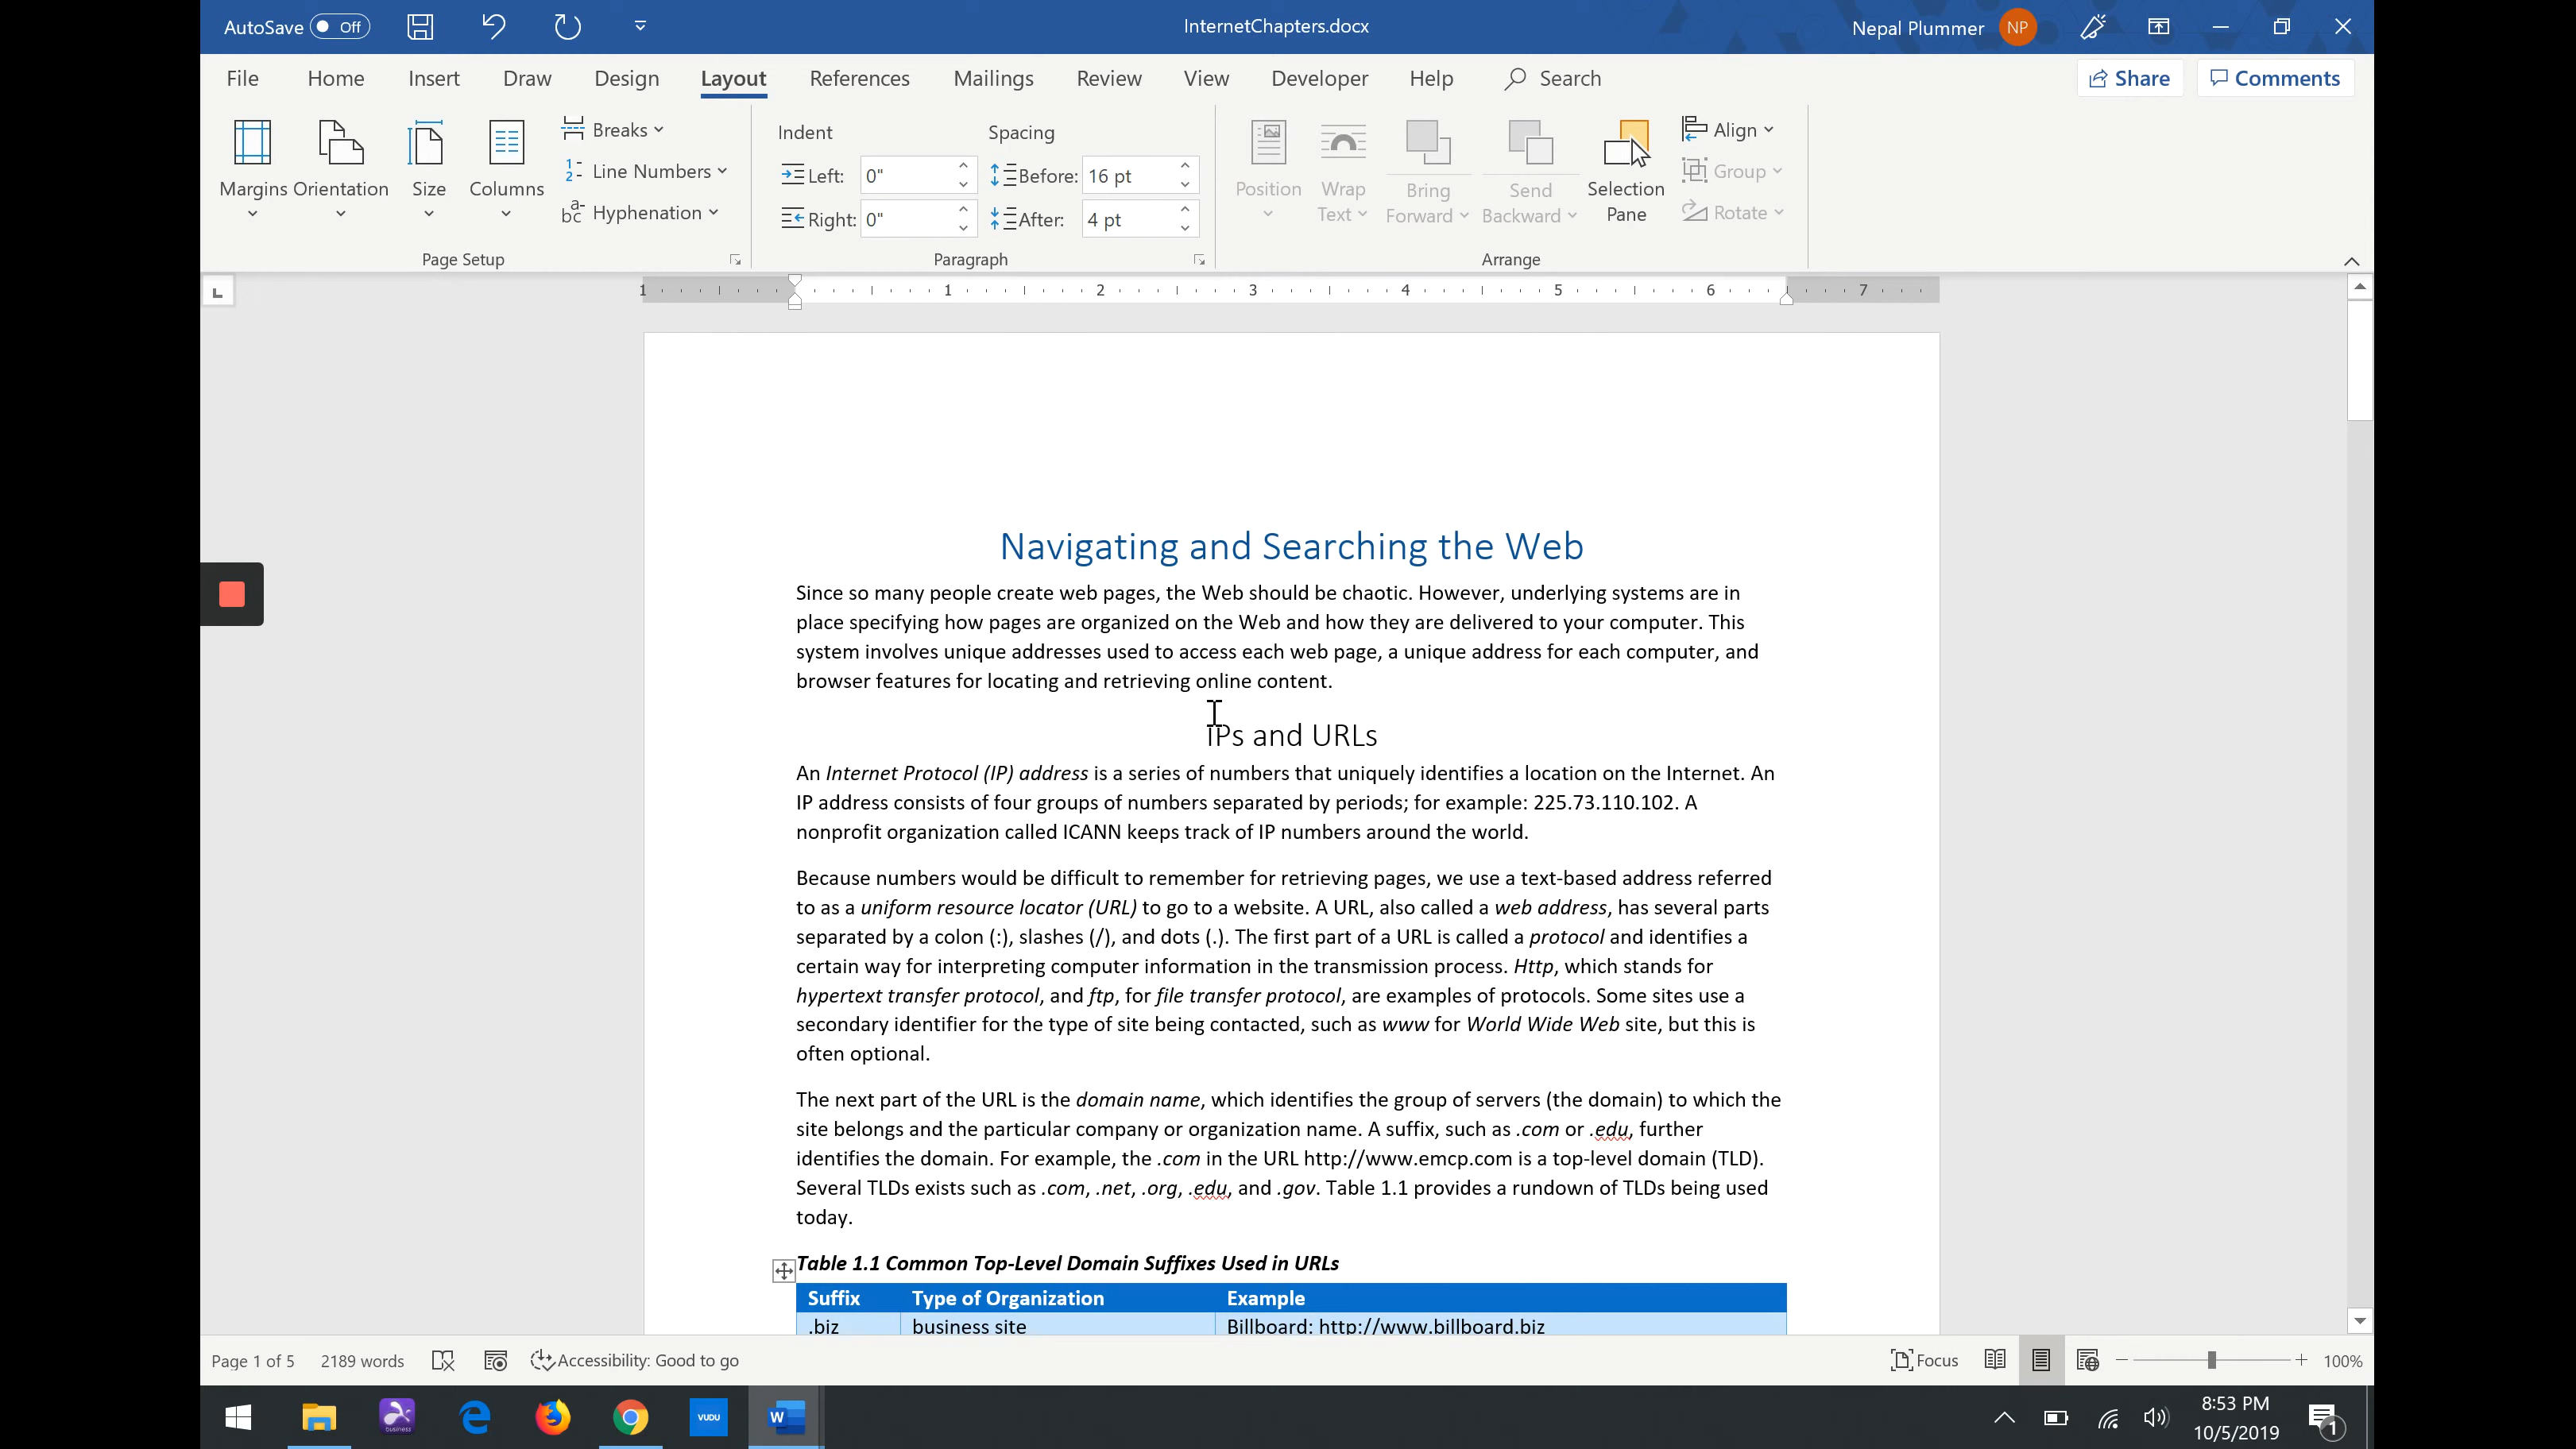 AutoSave Off InternetChapters.docx Nepal Plummer NP
File Home Insert Draw Design Layout References Mailings Review View Developer Help Search Share Comments
Margins Orientation Size Columns
Breaks
Line Numbers
Hyphenation
Page Setup
Indent Spacing
Left: 0" Before: 16 pt
Right: 0" After: 4 pt
Paragraph
Position
Wrap
Text
Bring
Forward
Send
Backward
Selection
Pane
Align
Group
Rotate
Arrange
1 1 2 3 4 5 6 7
Navigating and Searching the Web
Since so many people create web pages, the Web should be chaotic. However, underlying systems are in
place specifying how pages are organized on the Web and how they are delivered to your computer. This
system involves unique addresses used to access each web page, a unique address for each computer, and
browser features for locating and retrieving online content.
IPs and URLs
An Internet Protocol (IP) address is a series of numbers that uniquely identifies a location on the Internet. An
IP address consists of four groups of numbers separated by periods; for example: 225.73.110.102. A
nonprofit organization called ICANN keeps track of IP numbers around the world.
Because numbers would be difficult to remember for retrieving pages, we use a text-based address referred
to as a uniform resource locator (URL) to go to a website. A URL, also called a web address, has several parts
separated by a colon (:), slashes (/), and dots (.). The first part of a URL is called a protocol and identifies a
certain way for interpreting computer information in the transmission process. Http, which stands for
hypertext transfer protocol, and ftp, for file transfer protocol, are examples of protocols. Some sites use a
secondary identifier for the type of site being contacted, such as www for World Wide Web site, but this is
often optional.
The next part of the URL is the domain name, which identifies the group of servers (the domain) to which the
site belongs and the particular company or organization name. A suffix, such as .com or .edu, further
identifies the domain. For example, the .com in the URL http://www.emcp.com is a top-level domain (TLD).
Several TLDs exists such as .com, .net, .org, .edu, and .gov. Table 1.1 provides a rundown of TLDs being used
today.
Table 1.1 Common Top-Level Domain Suffixes Used in URLs
Suffix Type of Organization Example
.biz business site Billboard: http://www.billboard.biz
Page 1 of 5 2189 words Accessibility: Good to go Focus 100%
business VUDU W 8:53 PM
10/5/2019 1